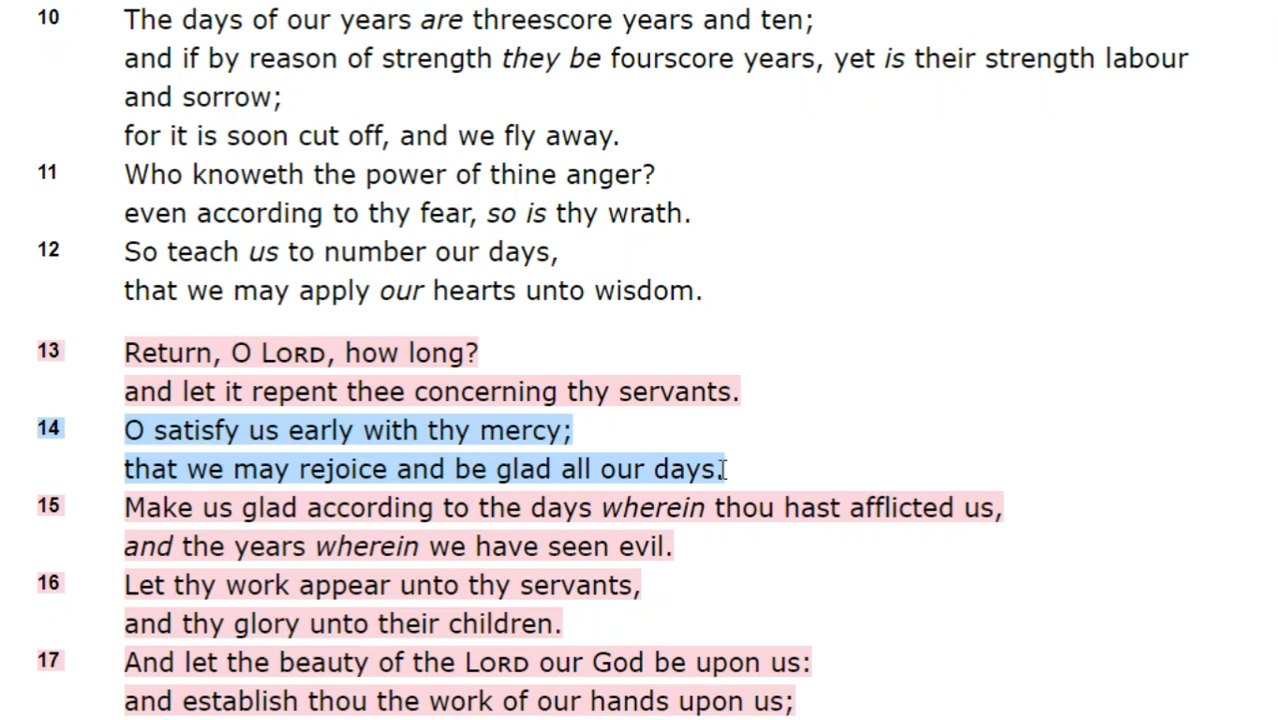 10 The days of our years are threescore years and ten;
and if by reason of strength they be fourscore years, yet is their strength labour
and sorrow;
for it is soon cut off, and we fly away.
11 Who knoweth the power of thine anger?
even according to thy fear, so is thy wrath.
12 So teach us to number our days,
that we may apply our hearts unto wisdom.
13 Return, O LORD, how long?
and let it repent thee concerning thy servants.
14 O satisfy us early with thy mercy;
that we may rejoice and be glad all our days.
15 Make us glad according to the days wherein thou hast afflicted us,
and the years wherein we have seen evil.
16 Let thy work appear unto thy servants,
and thy glory unto their children.
17 And let the beauty of the LORD our God be upon us:
and establish thou the work of our hands upon us;